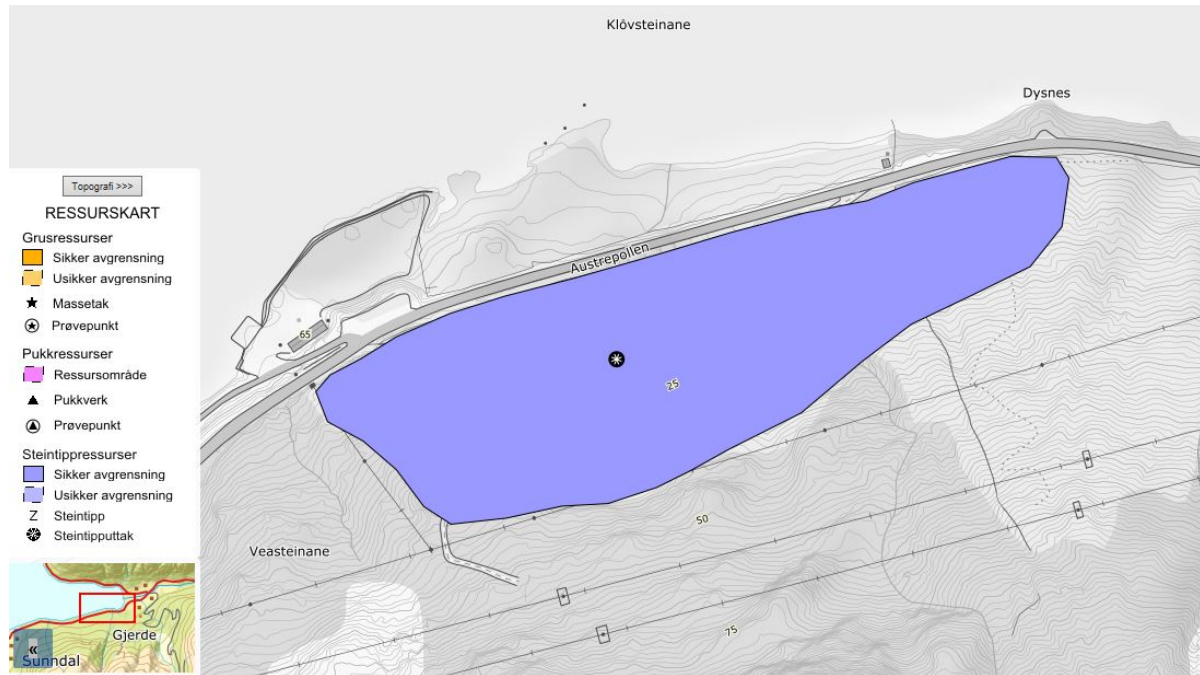 Klôvsteinane
Dysnes
Topografi >>>
RESSURSKART
Grusressurser
Sikker avgrensning
Usikker avgrensning
Massetak
Prøvepunkt
Pukkressurser
Ressursområde
Pukkverk
Prøvepunkt
Steintippressurser
Sikker avgrensning
Usikker avgrensning
Z Steintipp
Steintipputtak
Austrepollen
65
25
50
75
Veasteinane
Gjerde
«
Sunndal